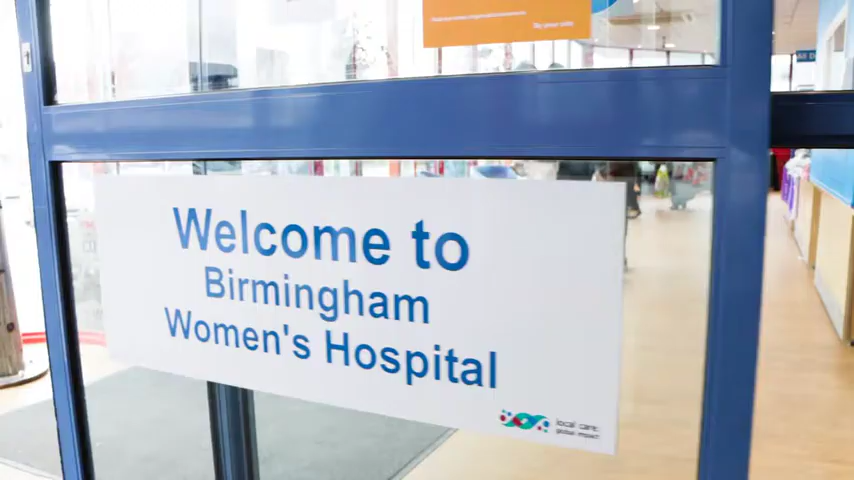 Welcome to
Birmingham
Women's Hospital
local care
global impact